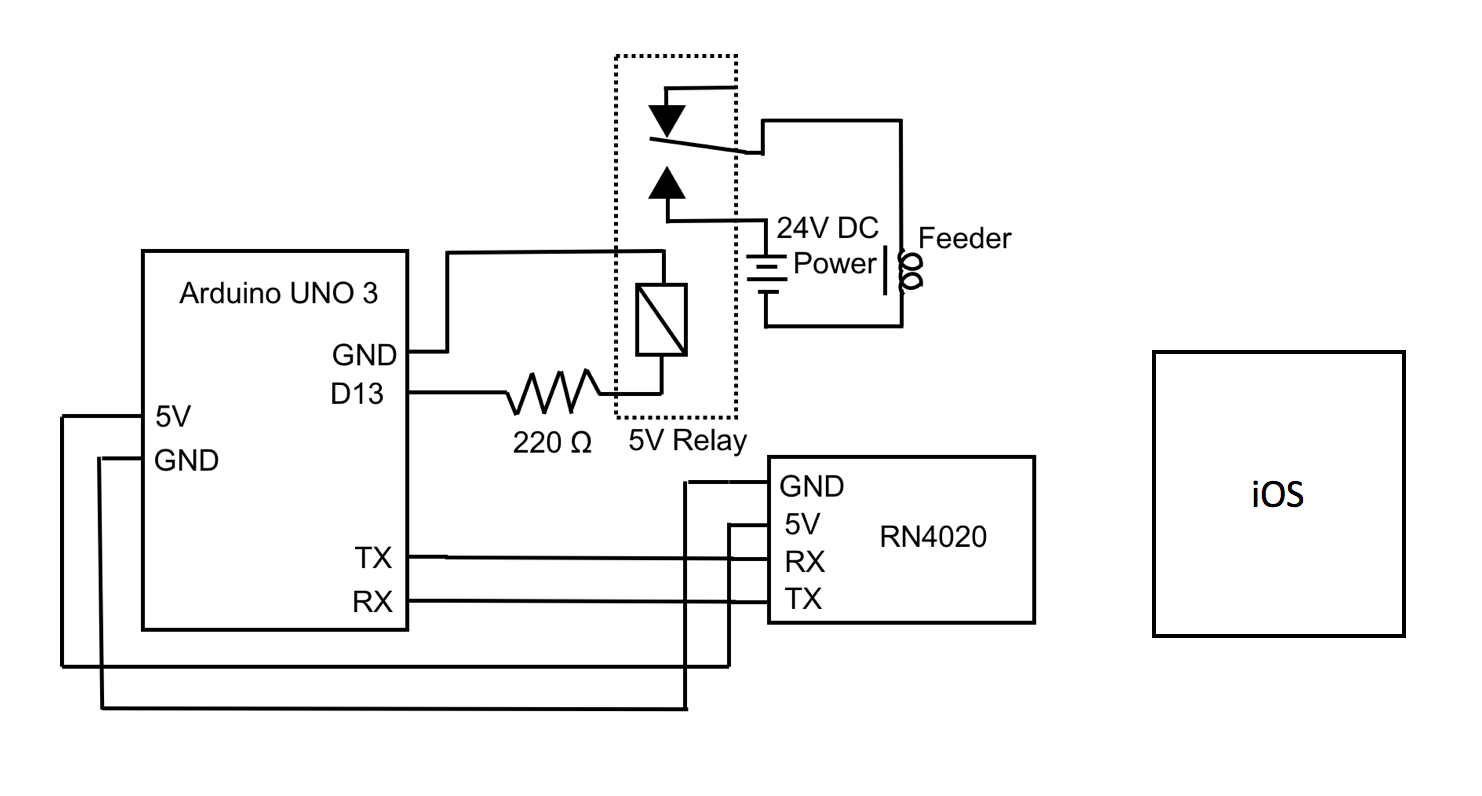 24V DC
Power
Feeder
Arduino UNO 3
GND
D13
5V
GND
220 Ω
5V Relay
GND
5V
RX
TX
RN4020
TX
RX
iOS